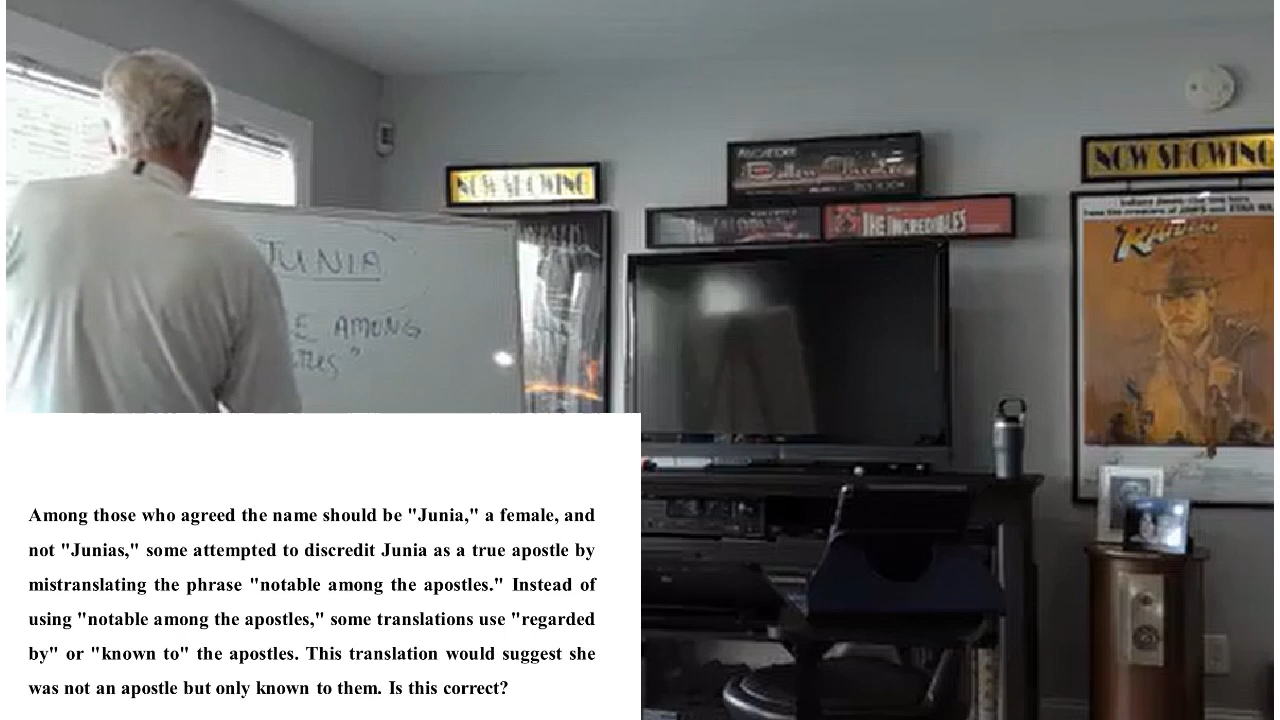 NOW SHOWING
NOW SHOWING
THE INCREDIBLES
RAIDERS
JUNIA
E AMONG
Among those who agreed the name should be "Junia," a female, and
not "Junias," some attempted to discredit Junia as a true apostle by
mistranslating the phrase "notable among the apostles." Instead of
using "notable among the apostles," some translations use "regarded
by" or "known to" the apostles. This translation would suggest she
was not an apostle but only known to them. Is this correct?